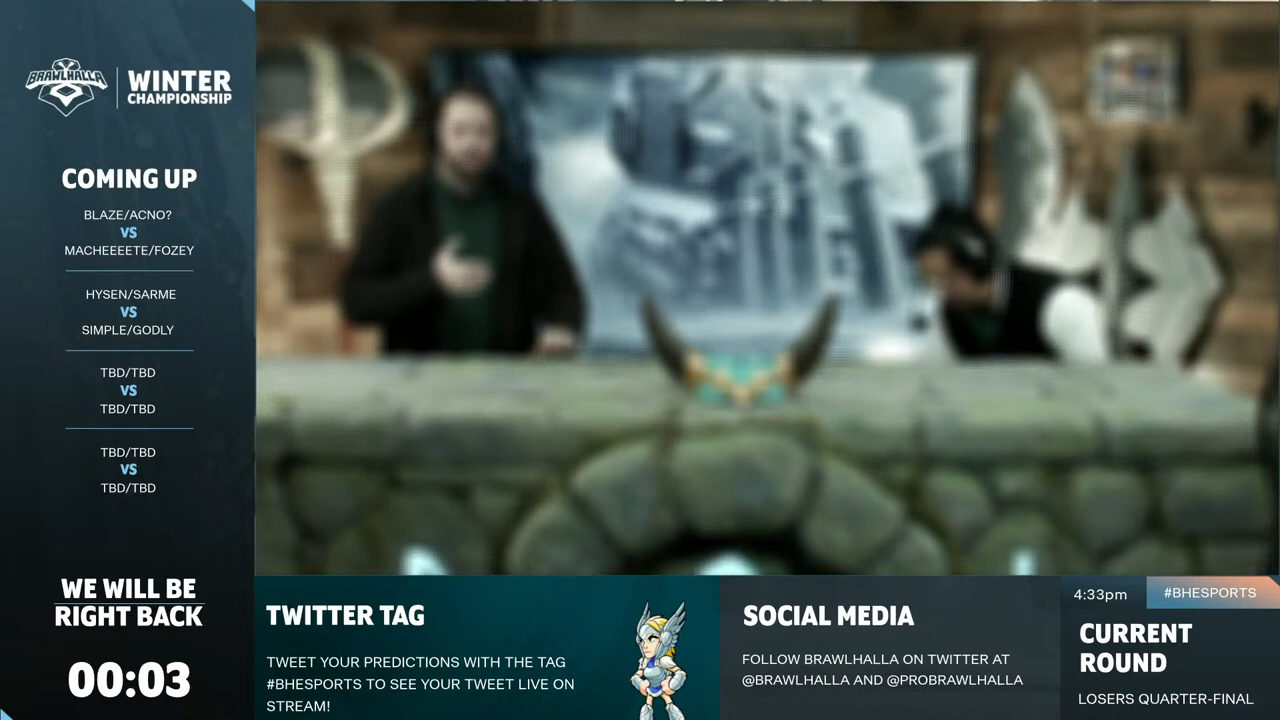 BRAWLHALLA
WINTER
CHAMPIONSHIP
COMING UP
BLAZE/ACNO?
VS
MACHEEEETE/FOZEY
HYSEN/SARME
VS
SIMPLE/GODLY
TBD/TBD
VS
TBD/TBD
TBD/TBD
VS
TBD/TBD
WE WILL BE
RIGHT BACK
00:03
TWITTER TAG
TWEET YOUR PREDICTIONS WITH THE TAG
#BHESPORTS TO SEE YOUR TWEET LIVE ON
STREAM!
SOCIAL MEDIA
FOLLOW BRAWLHALLA ON TWITTER AT
@BRAWLHALLA AND @PROBRAWLHALLA
4:33pm
#BHESPORTS
CURRENT
ROUND
LOSERS QUARTER-FINAL